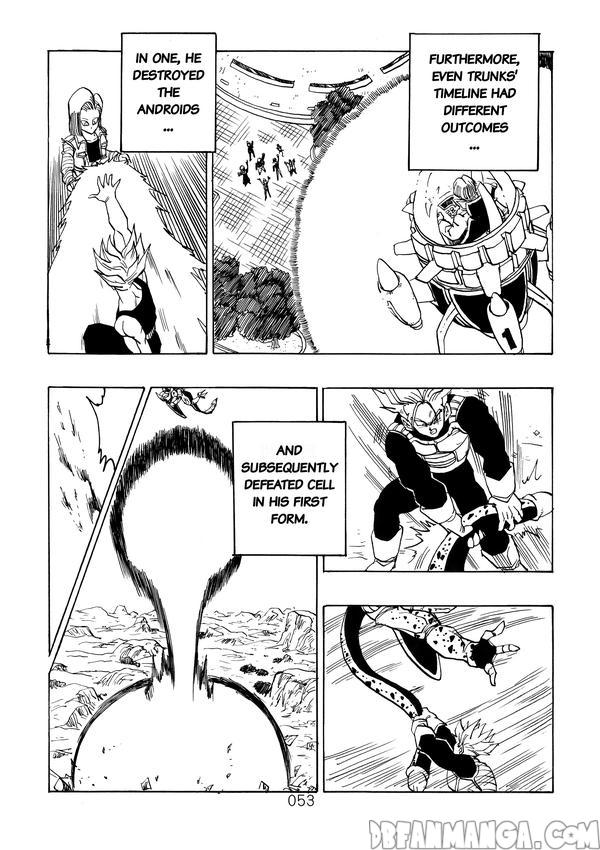 FURTHERMORE,
EVEN TRUNKS'
TIMELINE HAD
DIFFERENT
OUTCOMES
...
IN ONE, HE
DESTROYED
THE
ANDROIDS
...
1
AND
SUBSEQUENTLY
DEFEATED CELL
IN HIS FIRST
FORM.
053
DBFANMANGA.COM